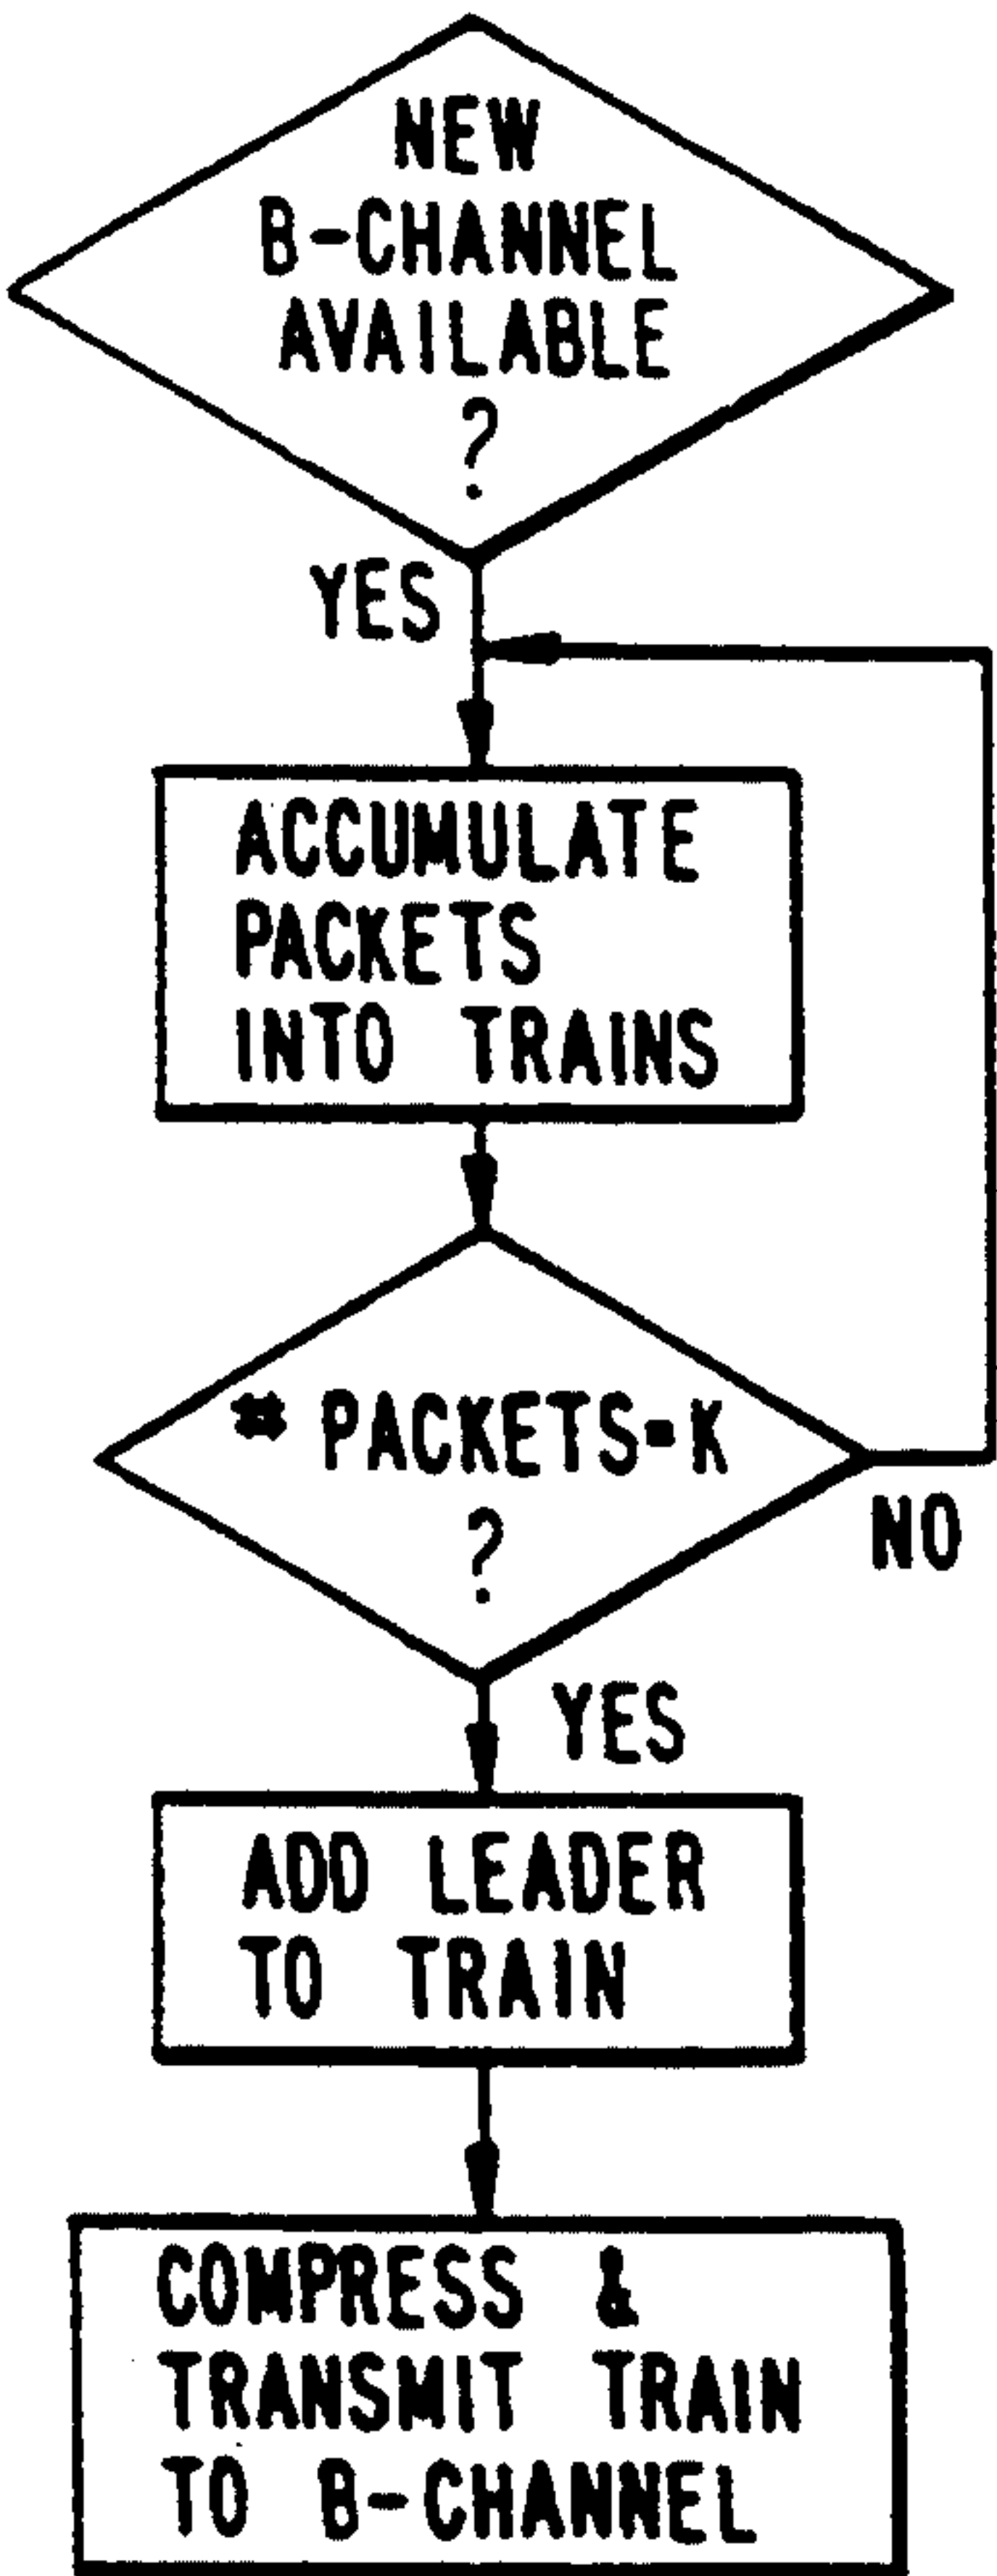 NEW
B-CHANNEL
AVAILABLE
?
YES
ACCUMULATE
PACKETS
INTO TRAINS
# PACKETS=K
?
NO
YES
ADD LEADER
TO TRAIN
COMPRESS &
TRANSMIT TRAIN
TO B-CHANNEL